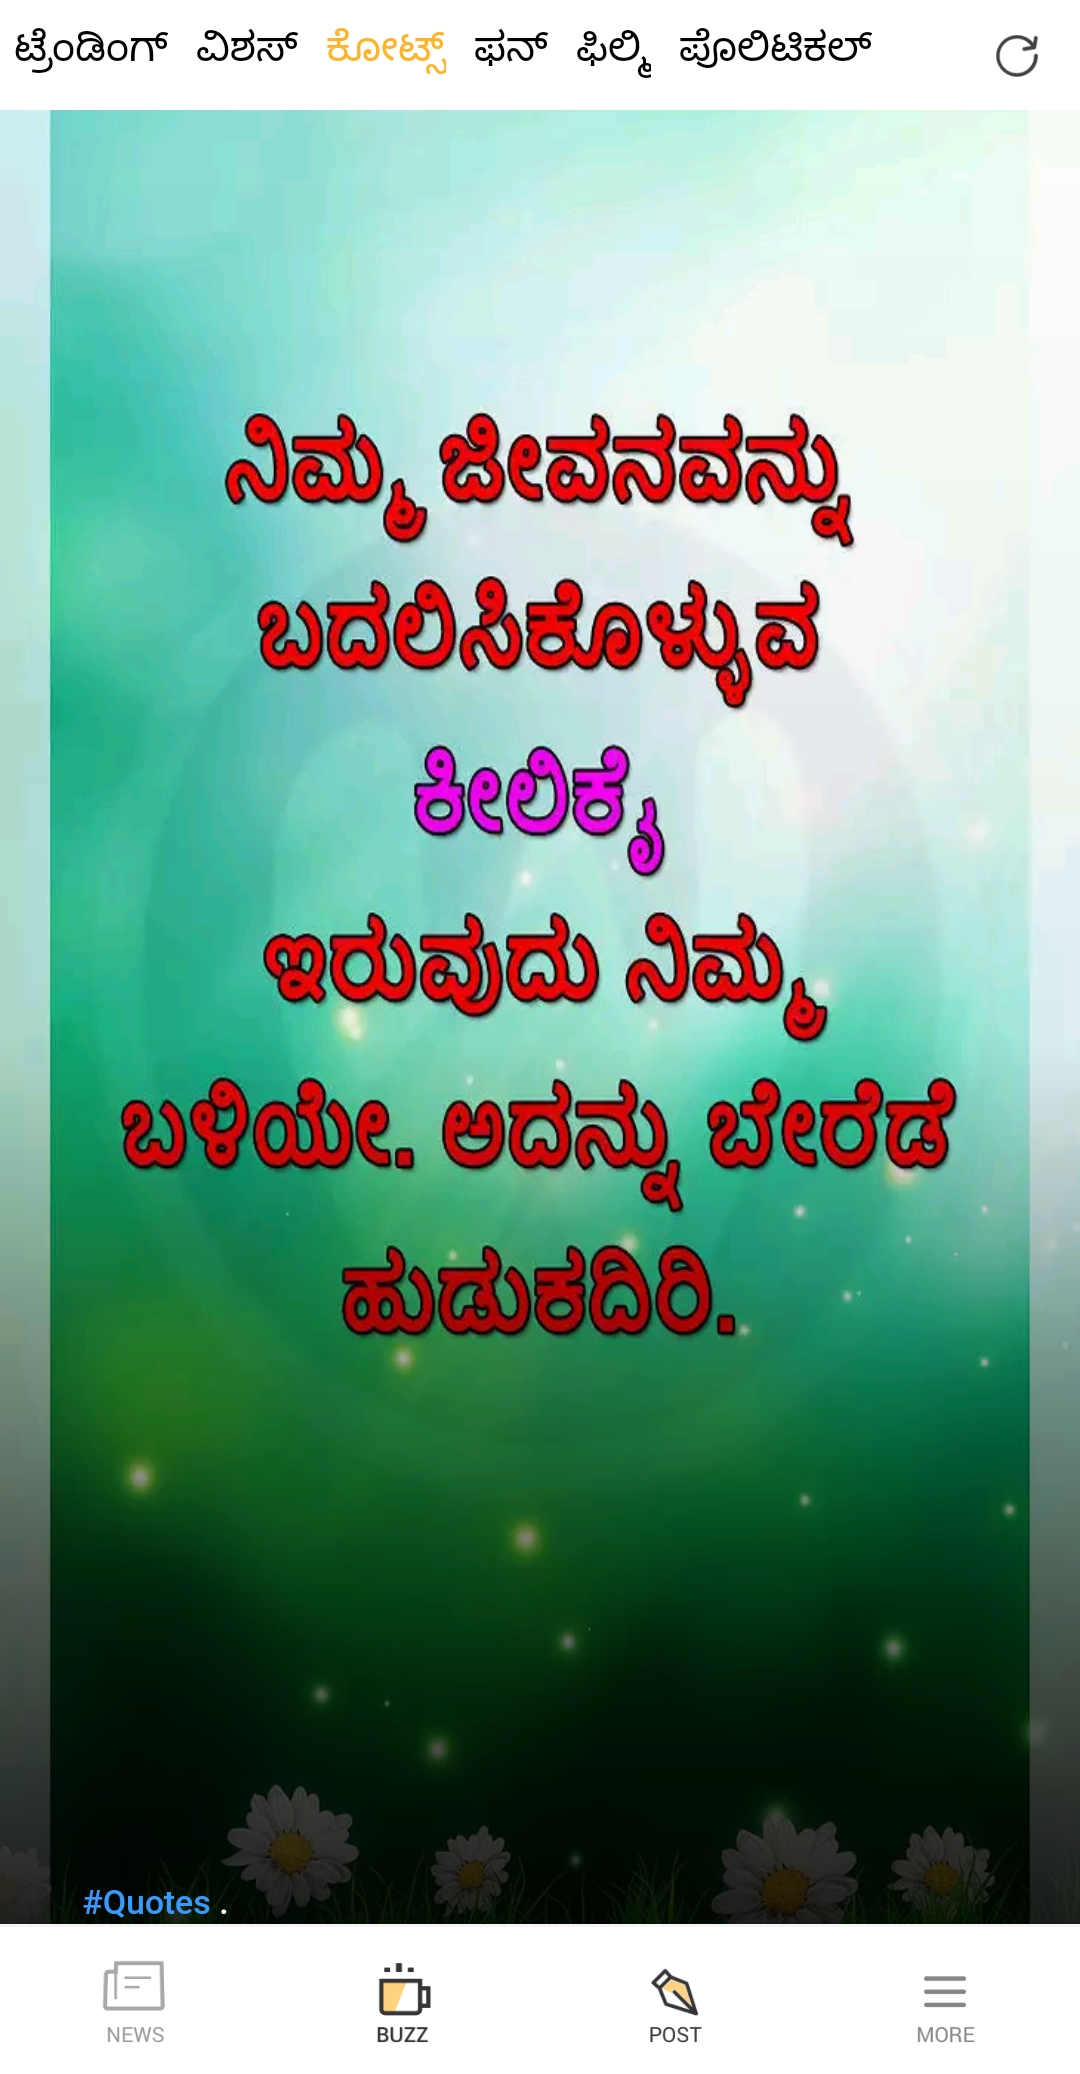 ಟ್ರೆಂಡಿಂಗ್ ವಿಶಸ್ ಕೋಟ್ಸ್ ಫನ್ ಫಿಲ್ಮಿ ಪೊಲಿಟಿಕಲ್
ನಿಮ್ಮ ಜೀವನವನ್ನು
ಬದಲಿಸಿಕೊಳ್ಳುವ
ಕೀಲಿಕೈ
ಇರುವುದು ನಿಮ್ಮ
ಬಳಿಯೇ. ಅದನ್ನು ಬೇರೆಡೆ
ಹುಡುಕದಿರಿ.
#Quotes .
NEWS BUZZ POST MORE